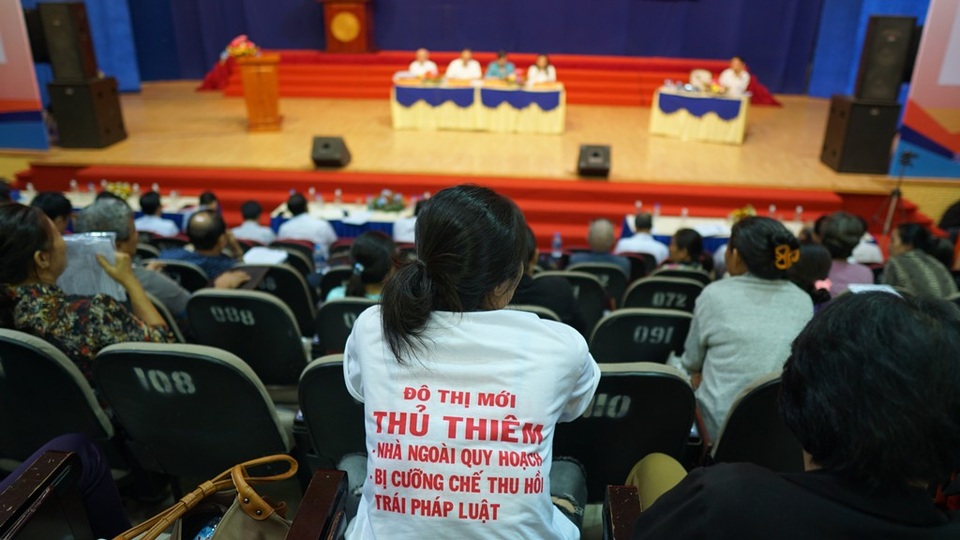 088
108
072
091
110
ĐÔ THỊ MỚI
THỦ THIÊM
- NHÀ NGOÀI QUY HOẠCH
- BỊ CƯỠNG CHẾ THU HỒI
TRÁI PHÁP LUẬT